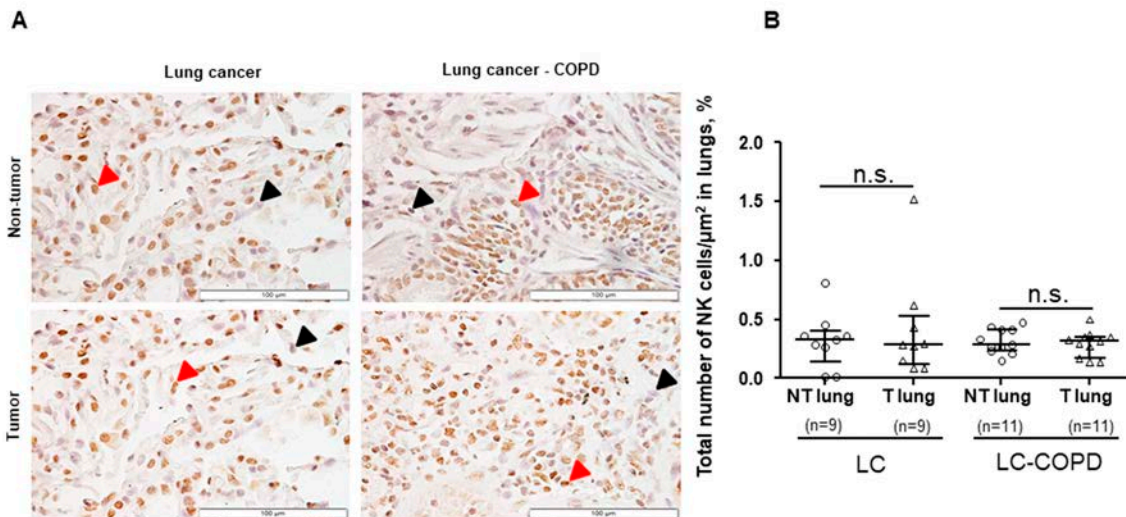 A
B
Lung cancer
Lung cancer - COPD
Non-tumor
100 µm
100 µm
Tumor
100 µm
100 µm
Total number of NK cells/µm² in lungs, %
2.0
1.5
1.0
0.5
0.0
n.s.
n.s.
NT lung T lung NT lung T lung
(n=9) (n=9) (n=11) (n=11)
LC LC-COPD